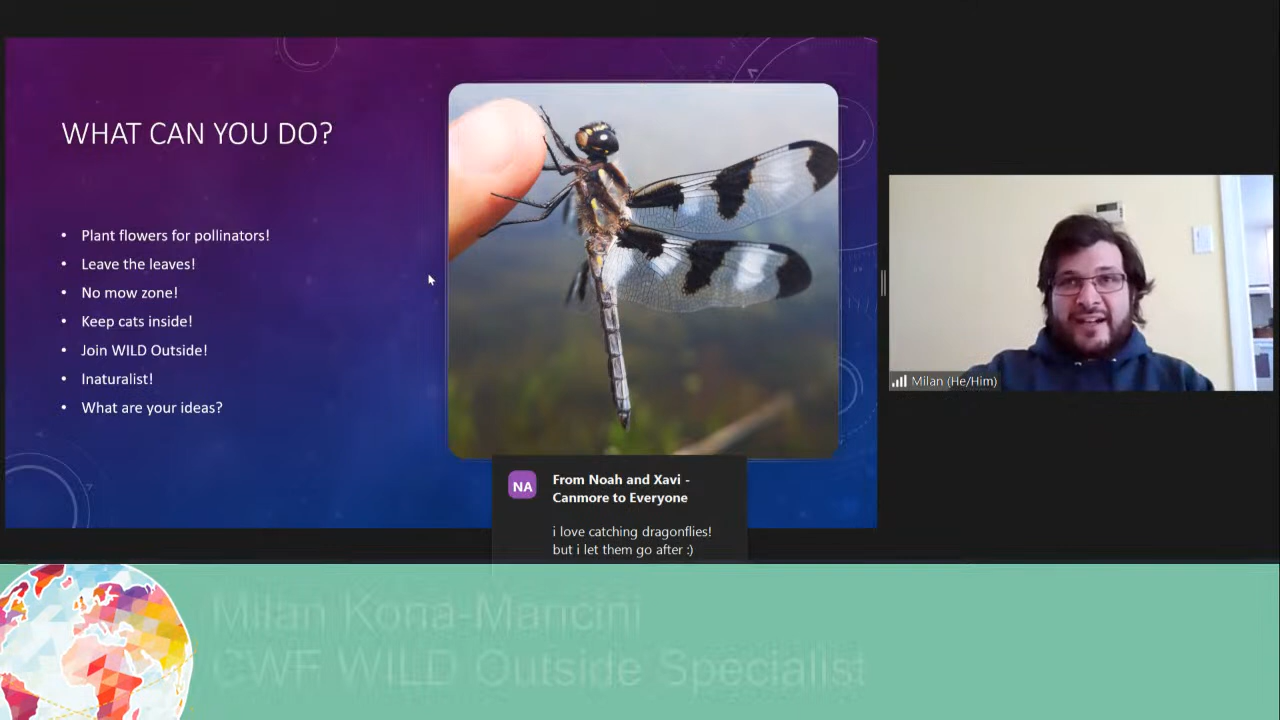 WHAT CAN YOU DO?
• Plant flowers for pollinators!
• Leave the leaves!
• No mow zone!
• Keep cats inside!
• Join WILD Outside!
• Inaturalist!
• What are your ideas?
Milan (He/Him)
NA
From Noah and Xavi -
Canmore to Everyone
i love catching dragonflies!
but i let them go after :)
Milan Kona-Mancini
CWF WILD Outside Specialist